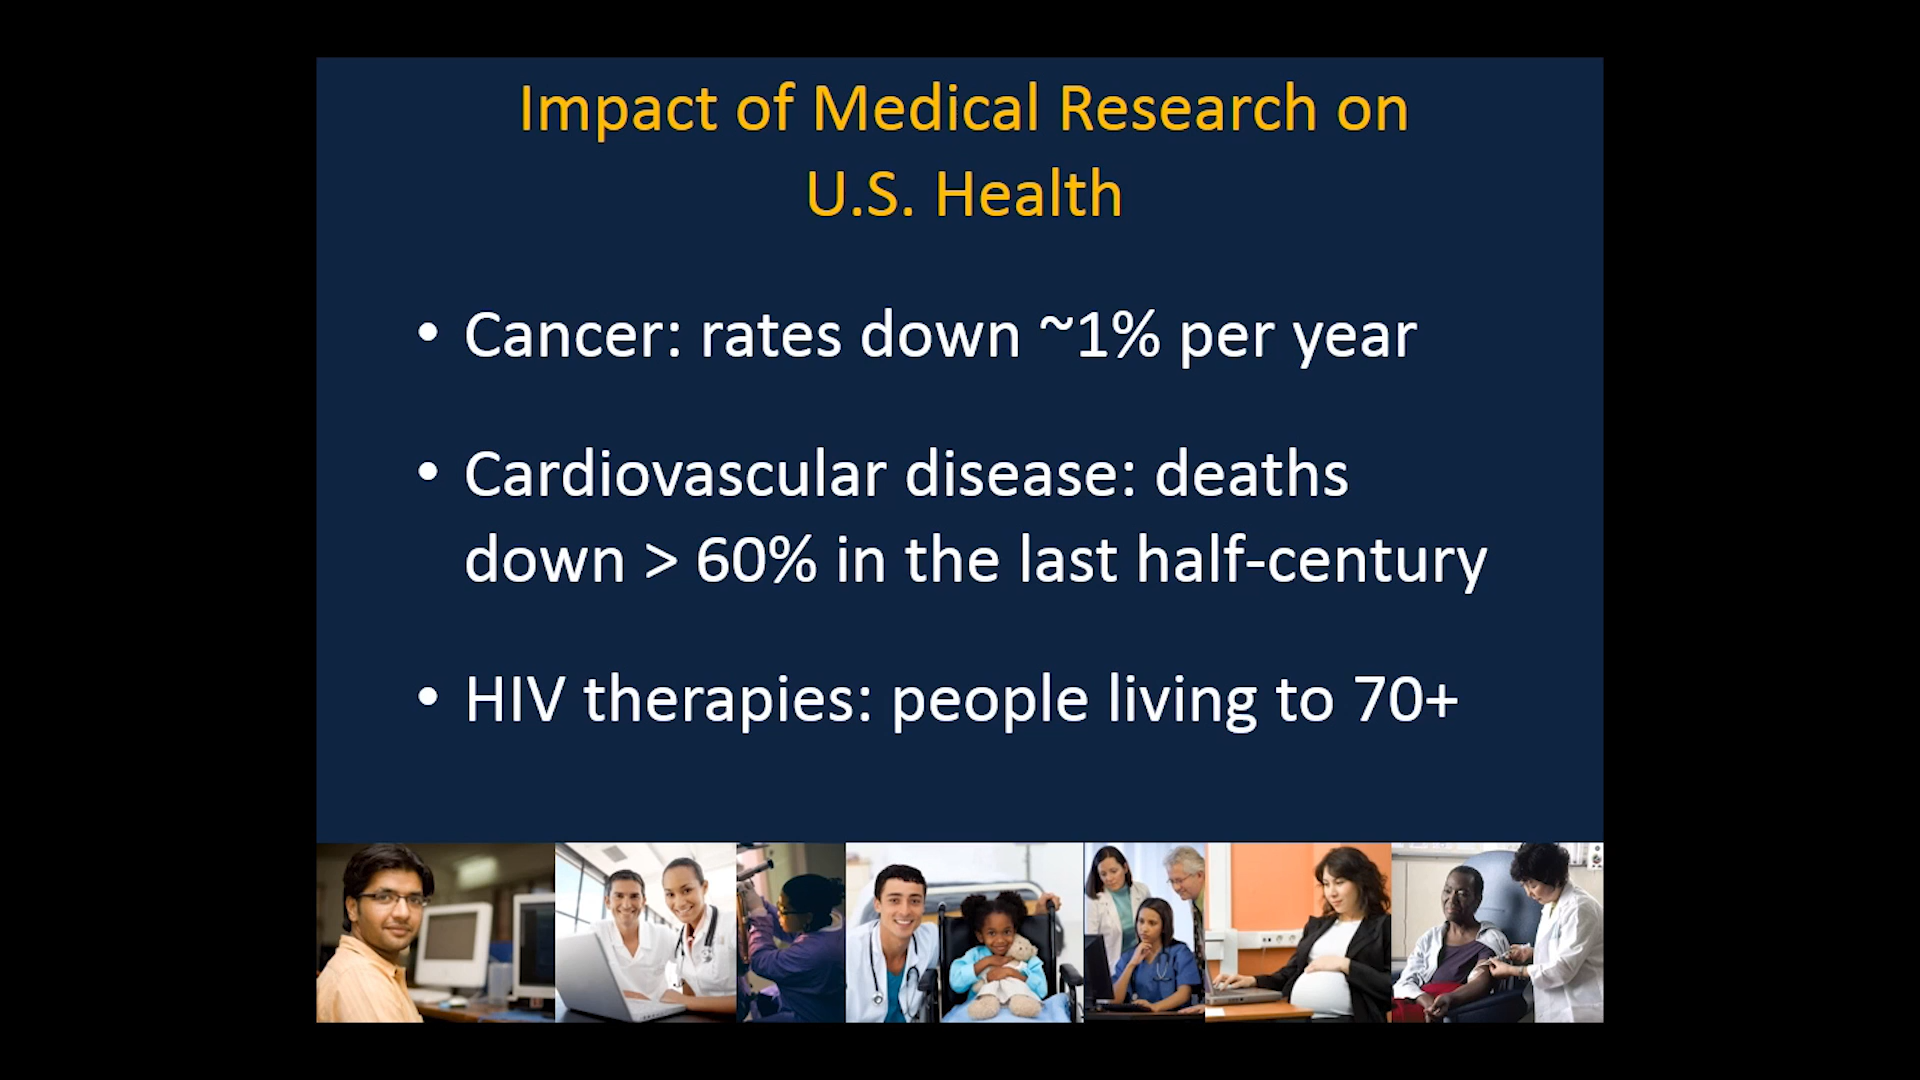 Impact of Medical Research on
U.S. Health
• Cancer: rates down ~1% per year
• Cardiovascular disease: deaths
down > 60% in the last half-century
• HIV therapies: people living to 70+